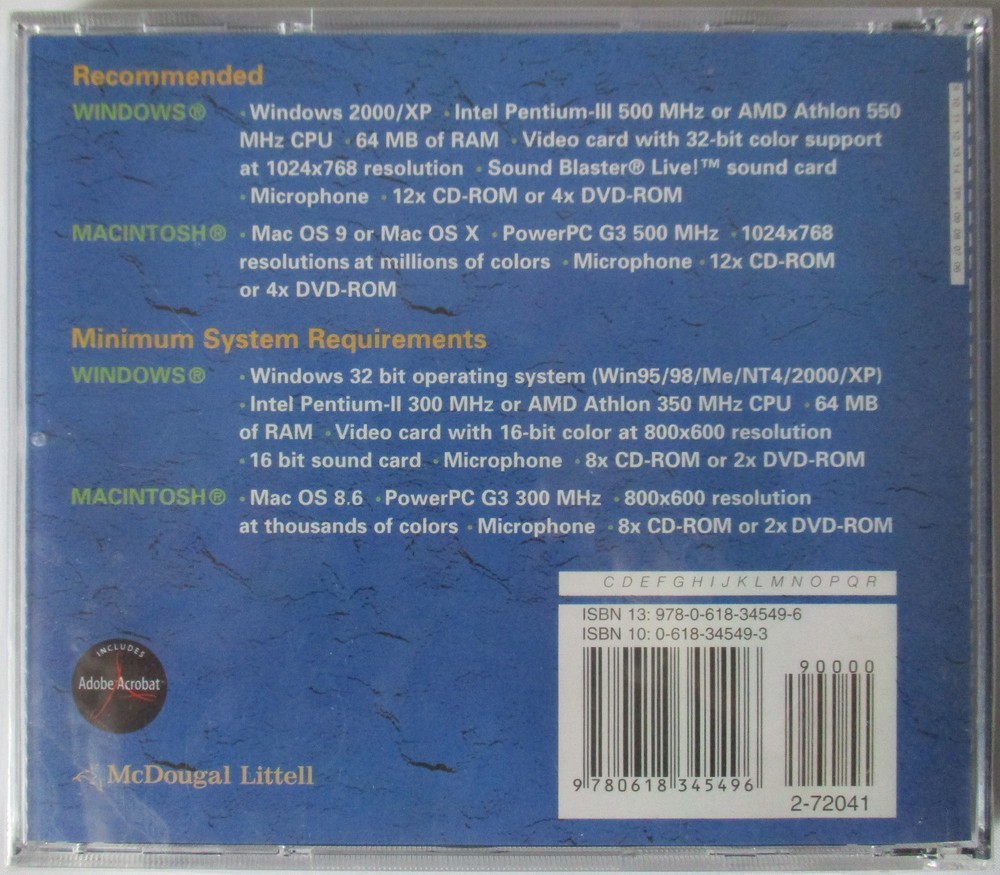 Recommended
WINDOWS® · Windows 2000/XP · Intel Pentium-III 500 MHz or AMD Athlon 550
MHz CPU · 64 MB of RAM · Video card with 32-bit color support
at 1024x768 resolution · Sound Blaster® Live!™ sound card
· Microphone · 12x CD-ROM or 4x DVD-ROM
MACINTOSH® · Mac OS 9 or Mac OS X · PowerPC G3 500 MHz · 1024x768
resolutions at millions of colors · Microphone · 12x CD-ROM
or 4x DVD-ROM
Minimum System Requirements
WINDOWS® · Windows 32 bit operating system (Win95/98/Me/NT4/2000/XP)
· Intel Pentium-II 300 MHz or AMD Athlon 350 MHz CPU · 64 MB
of RAM · Video card with 16-bit color at 800x600 resolution
· 16 bit sound card · Microphone · 8x CD-ROM or 2x DVD-ROM
MACINTOSH® · Mac OS 8.6 · PowerPC G3 300 MHz · 800x600 resolution
at thousands of colors · Microphone · 8x CD-ROM or 2x DVD-ROM
C D E F G H I J K L M N O P Q R
ISBN 13: 978-0-618-34549-6
ISBN 10: 0-618-34549-3
90000
9 780618 345496
2-72041
INCLUDES
Adobe Acrobat
McDougal Littell